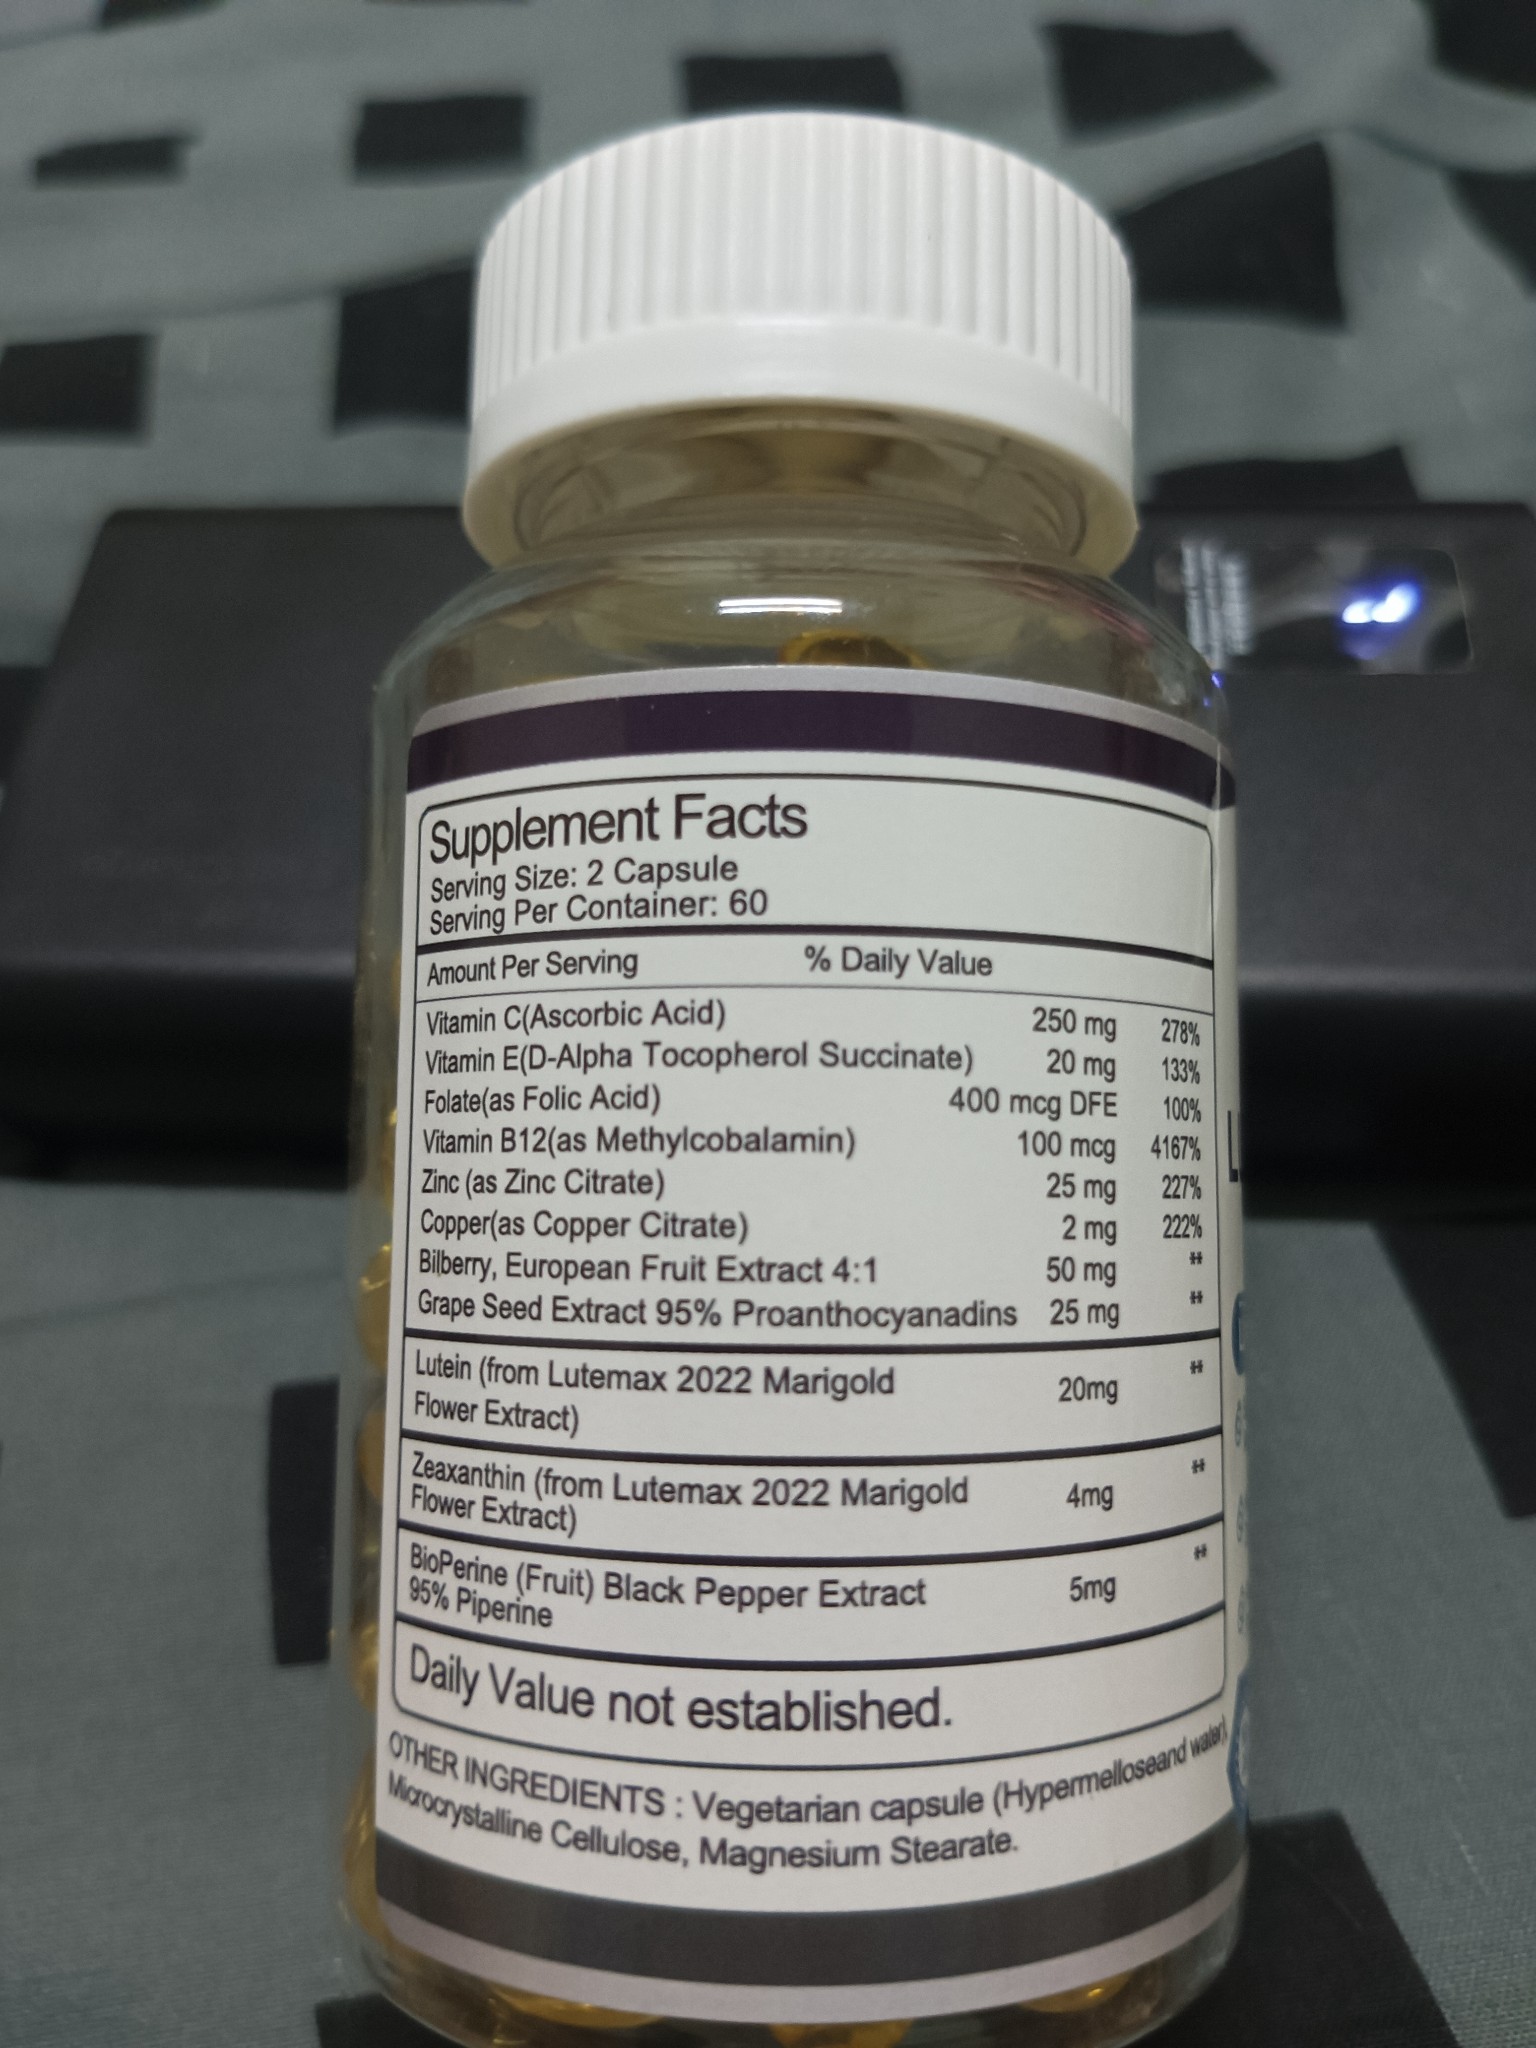 Supplement Facts
Serving Size: 2 Capsule
Serving Per Container: 60
Amount Per Serving % Daily Value
Vitamin C(Ascorbic Acid) 250 mg 278%
Vitamin E(D-Alpha Tocopherol Succinate) 20 mg 133%
Folate(as Folic Acid) 400 mcg DFE 100%
Vitamin B12(as Methylcobalamin) 100 mcg 4167%
Zinc (as Zinc Citrate) 25 mg 227%
Copper(as Copper Citrate) 2 mg 222%
Bilberry, European Fruit Extract 4:1 50 mg **
Grape Seed Extract 95% Proanthocyanadins 25 mg **
Lutein (from Lutemax 2022 Marigold 20mg **
Flower Extract)
Zeaxanthin (from Lutemax 2022 Marigold 4mg **
Flower Extract)
BioPerine (Fruit) Black Pepper Extract 5mg **
95% Piperine
Daily Value not established.
OTHER INGREDIENTS : Vegetarian capsule (Hypermelloseand water),
Microcrystalline Cellulose, Magnesium Stearate.